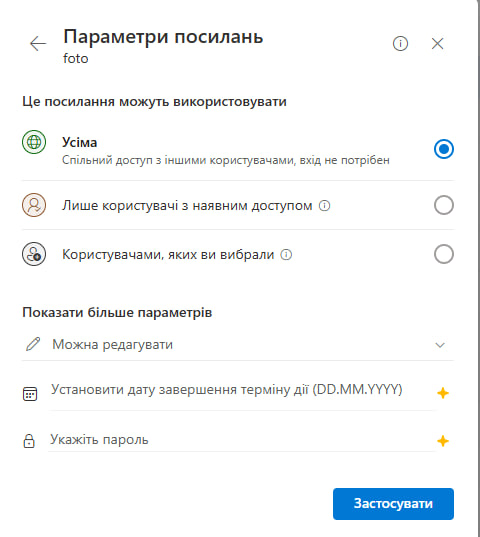 Параметри посилань
foto
Це посилання можуть використовувати
Усіма
Спільний доступ з іншими користувачами, вхід не потрібен
Лише користувачі з наявним доступом
Користувачами, яких ви вибрали
Показати більше параметрів
Можна редагувати
Установити дату завершення терміну дії (DD.MM.YYYY)
Укажіть пароль
Застосувати